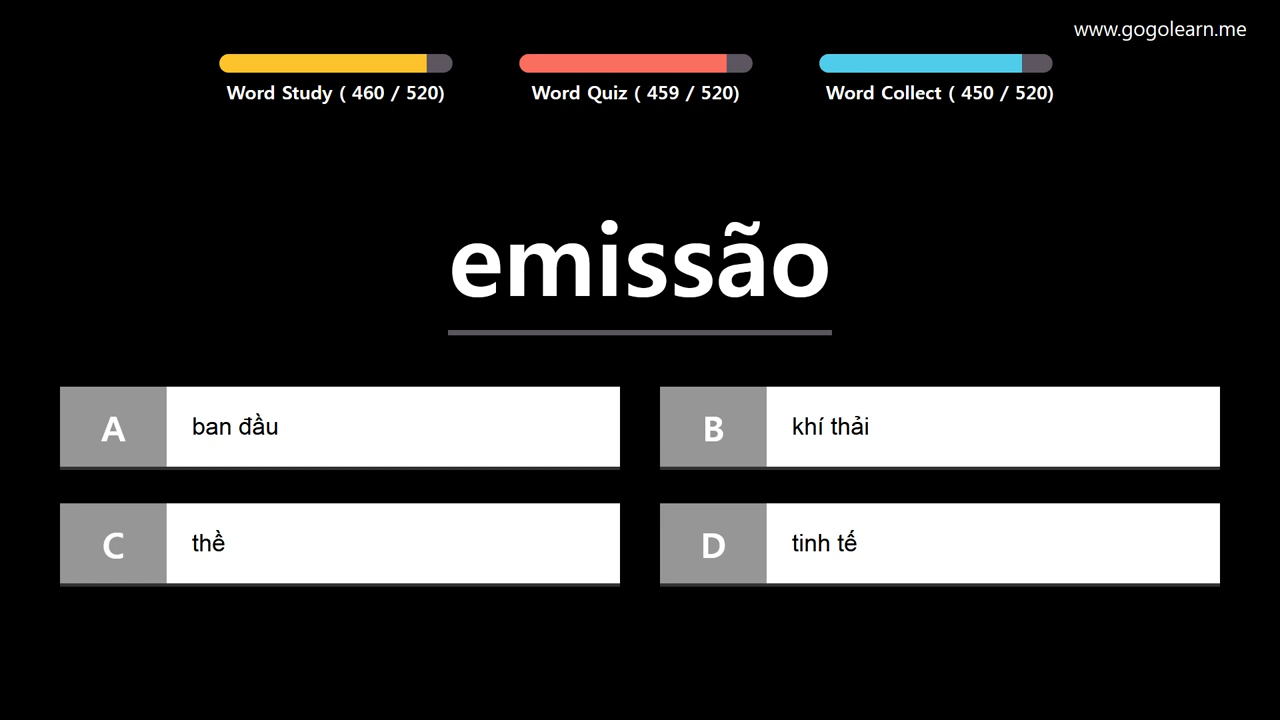 www.gogolearn.me
Word Study ( 460 / 520)
Word Quiz ( 459 / 520)
Word Collect ( 450 / 520)
emissão
A ban đầu
B khí thải
C thề
D tinh tế